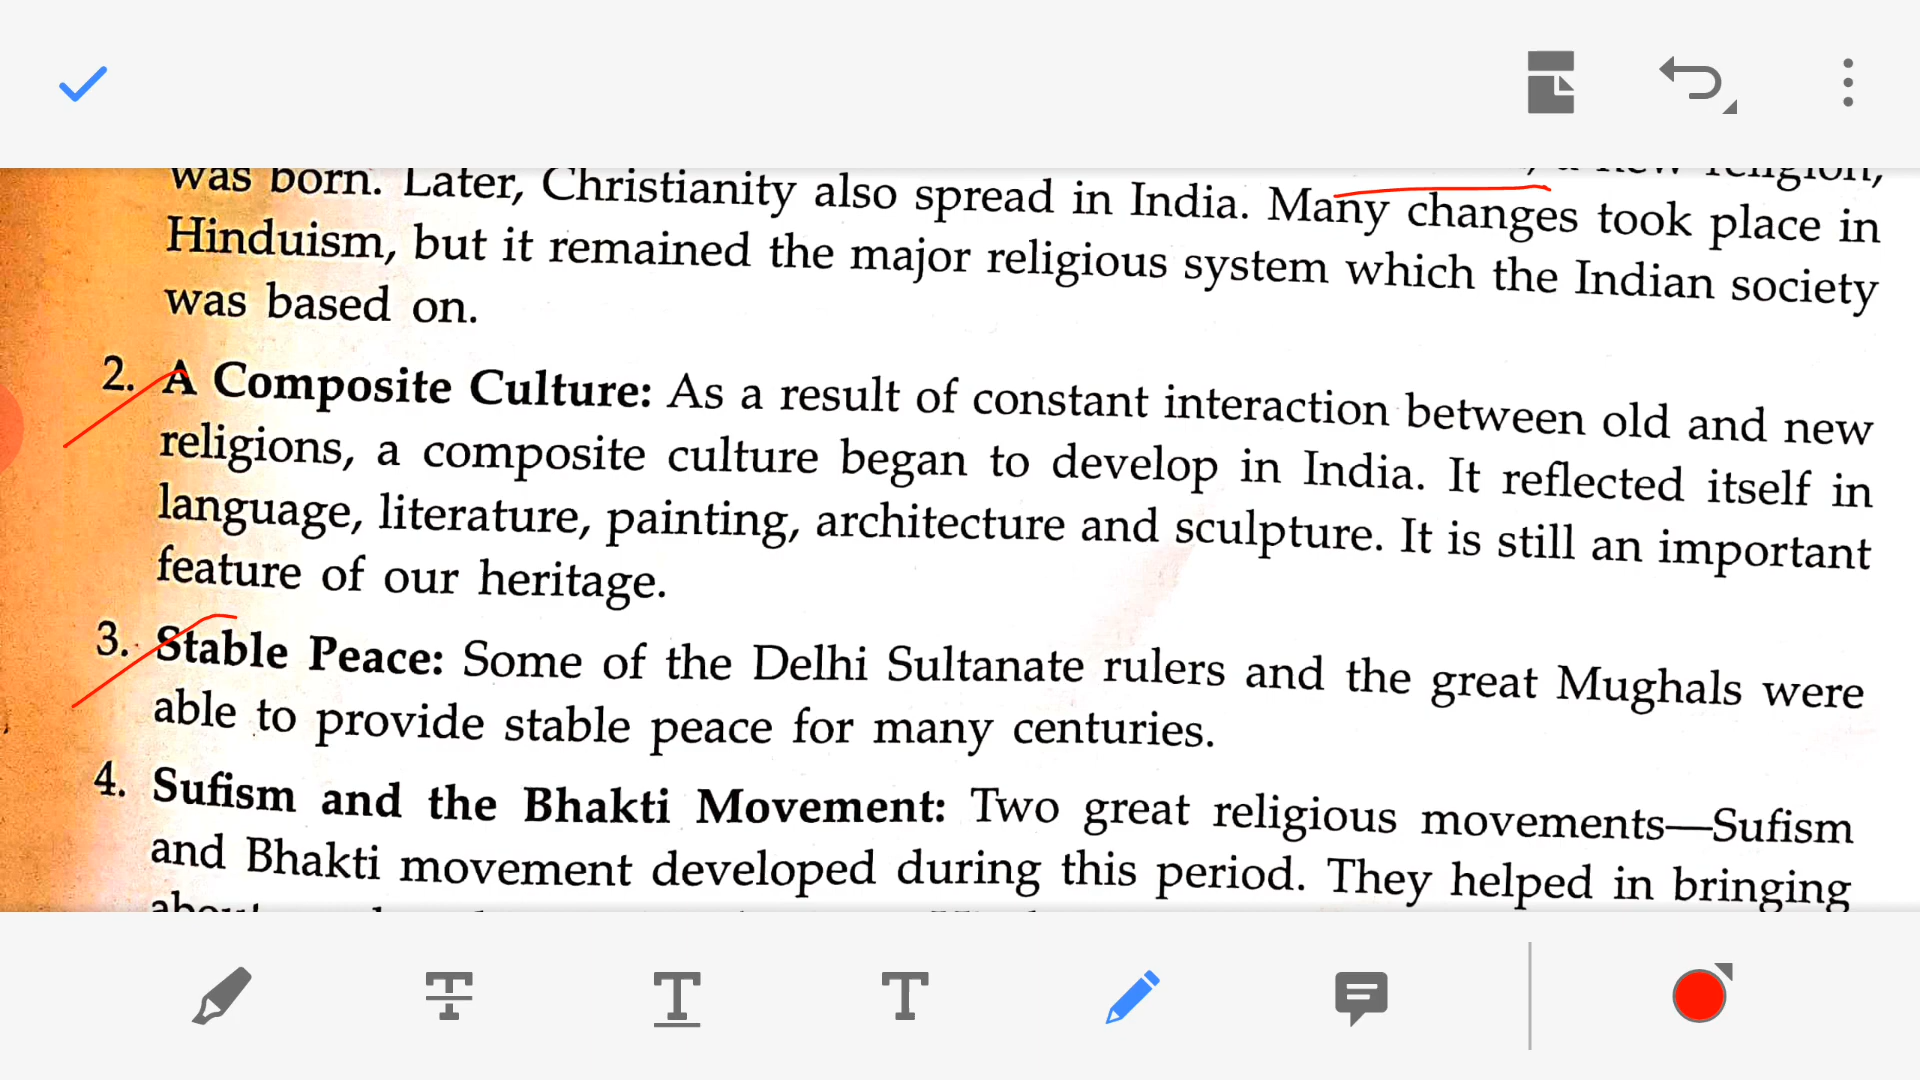 new religion,
was born. Later, Christianity also spread in India. Many changes took place in
Hinduism, but it remained the major religious system which the Indian society
was based on.
2. A Composite Culture: As a result of constant interaction between old and new
religions, a composite culture began to develop in India. It reflected itself in
language, literature, painting, architecture and sculpture. It is still an important
feature of our heritage.
3. Stable Peace: Some of the Delhi Sultanate rulers and the great Mughals were
able to provide stable peace for many centuries.
4. Sufism and the Bhakti Movement: Two great religious movements—Sufism
and Bhakti movement developed during this period. They helped in bringing
T T T